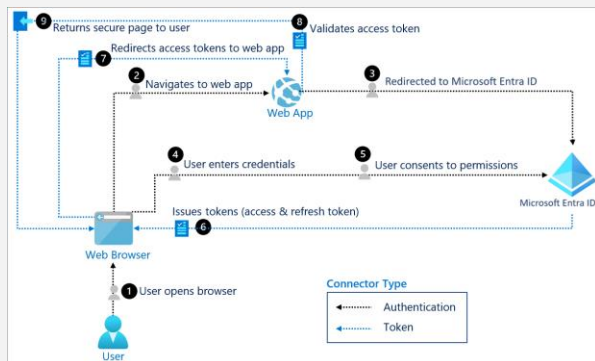 9 Returns secure page to user
8 Validates access token
7 Redirects access tokens to web app
2 Navigates to web app
3 Redirected to Microsoft Entra ID
Web App
4 User enters credentials
5 User consents to permissions
Microsoft Entra ID
Issues tokens (access & refresh token)
6
Web Browser
1 User opens browser
User
Connector Type
Authentication
Token